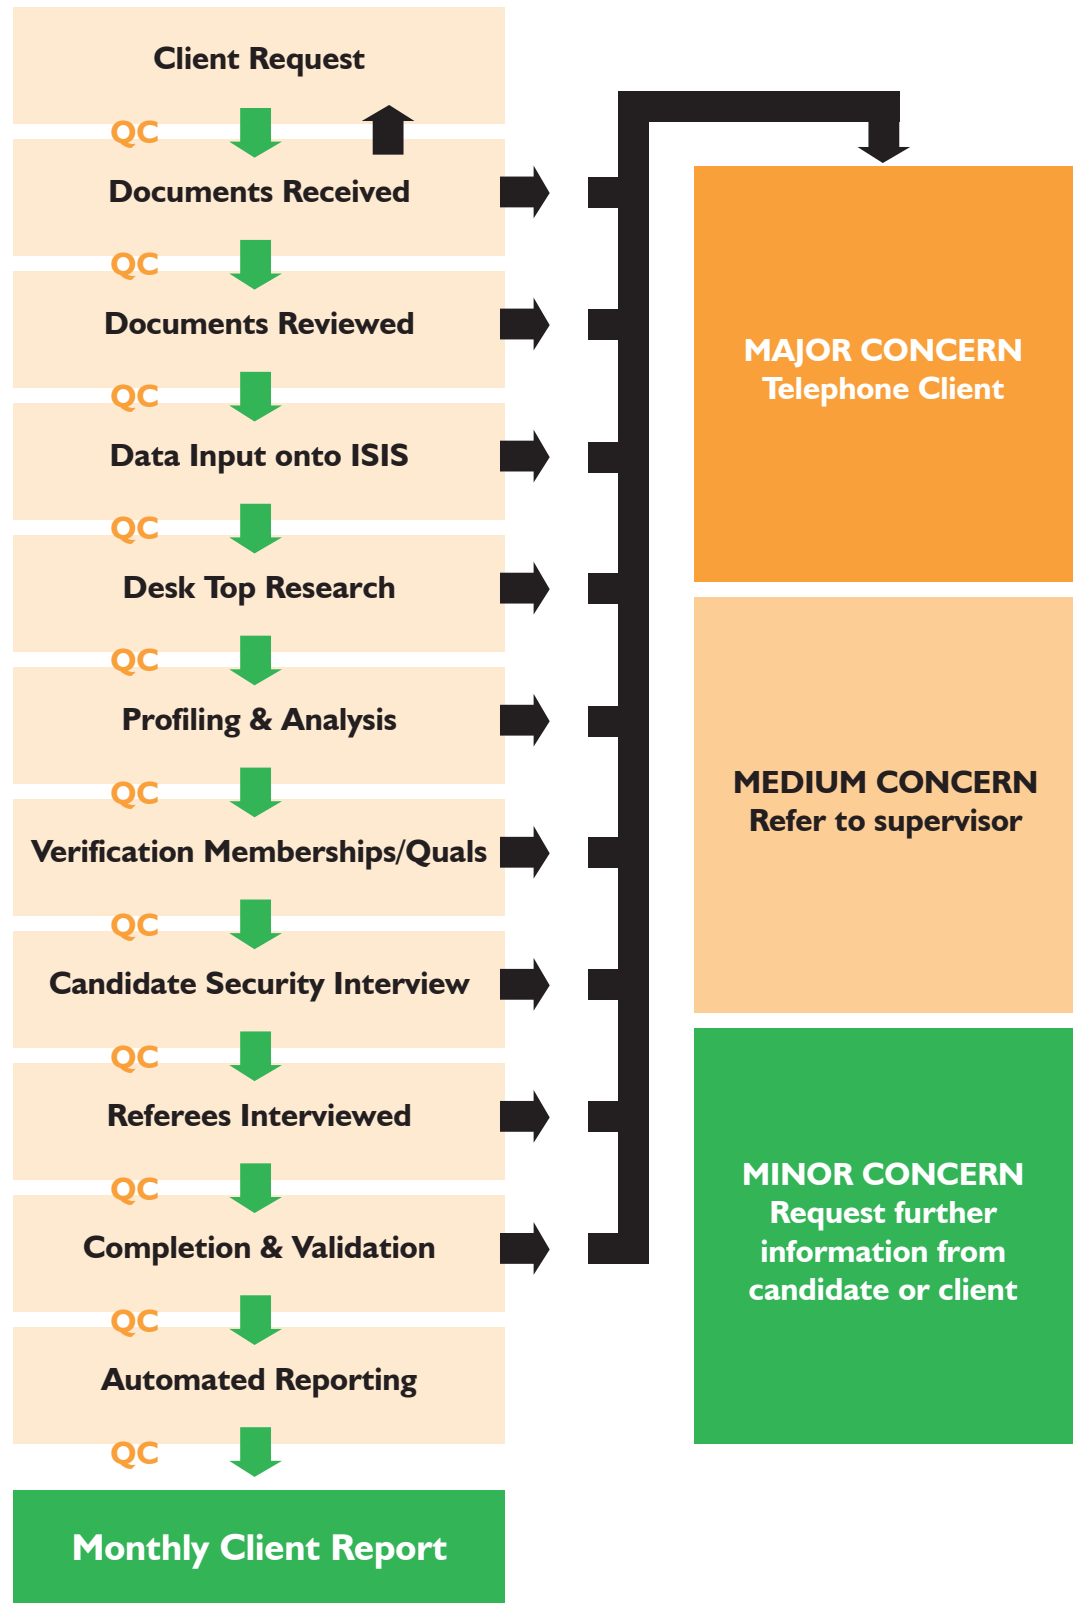 Client Request
QC
Documents Received
QC
Documents Reviewed
QC
Data Input onto ISIS
QC
Desk Top Research
QC
Profiling & Analysis
QC
Verification Memberships/Quals
QC
Candidate Security Interview
QC
Referees Interviewed
QC
Completion & Validation
QC
Automated Reporting
QC
Monthly Client Report
MAJOR CONCERN
Telephone Client
MEDIUM CONCERN
Refer to supervisor
MINOR CONCERN
Request further
information from
candidate or client